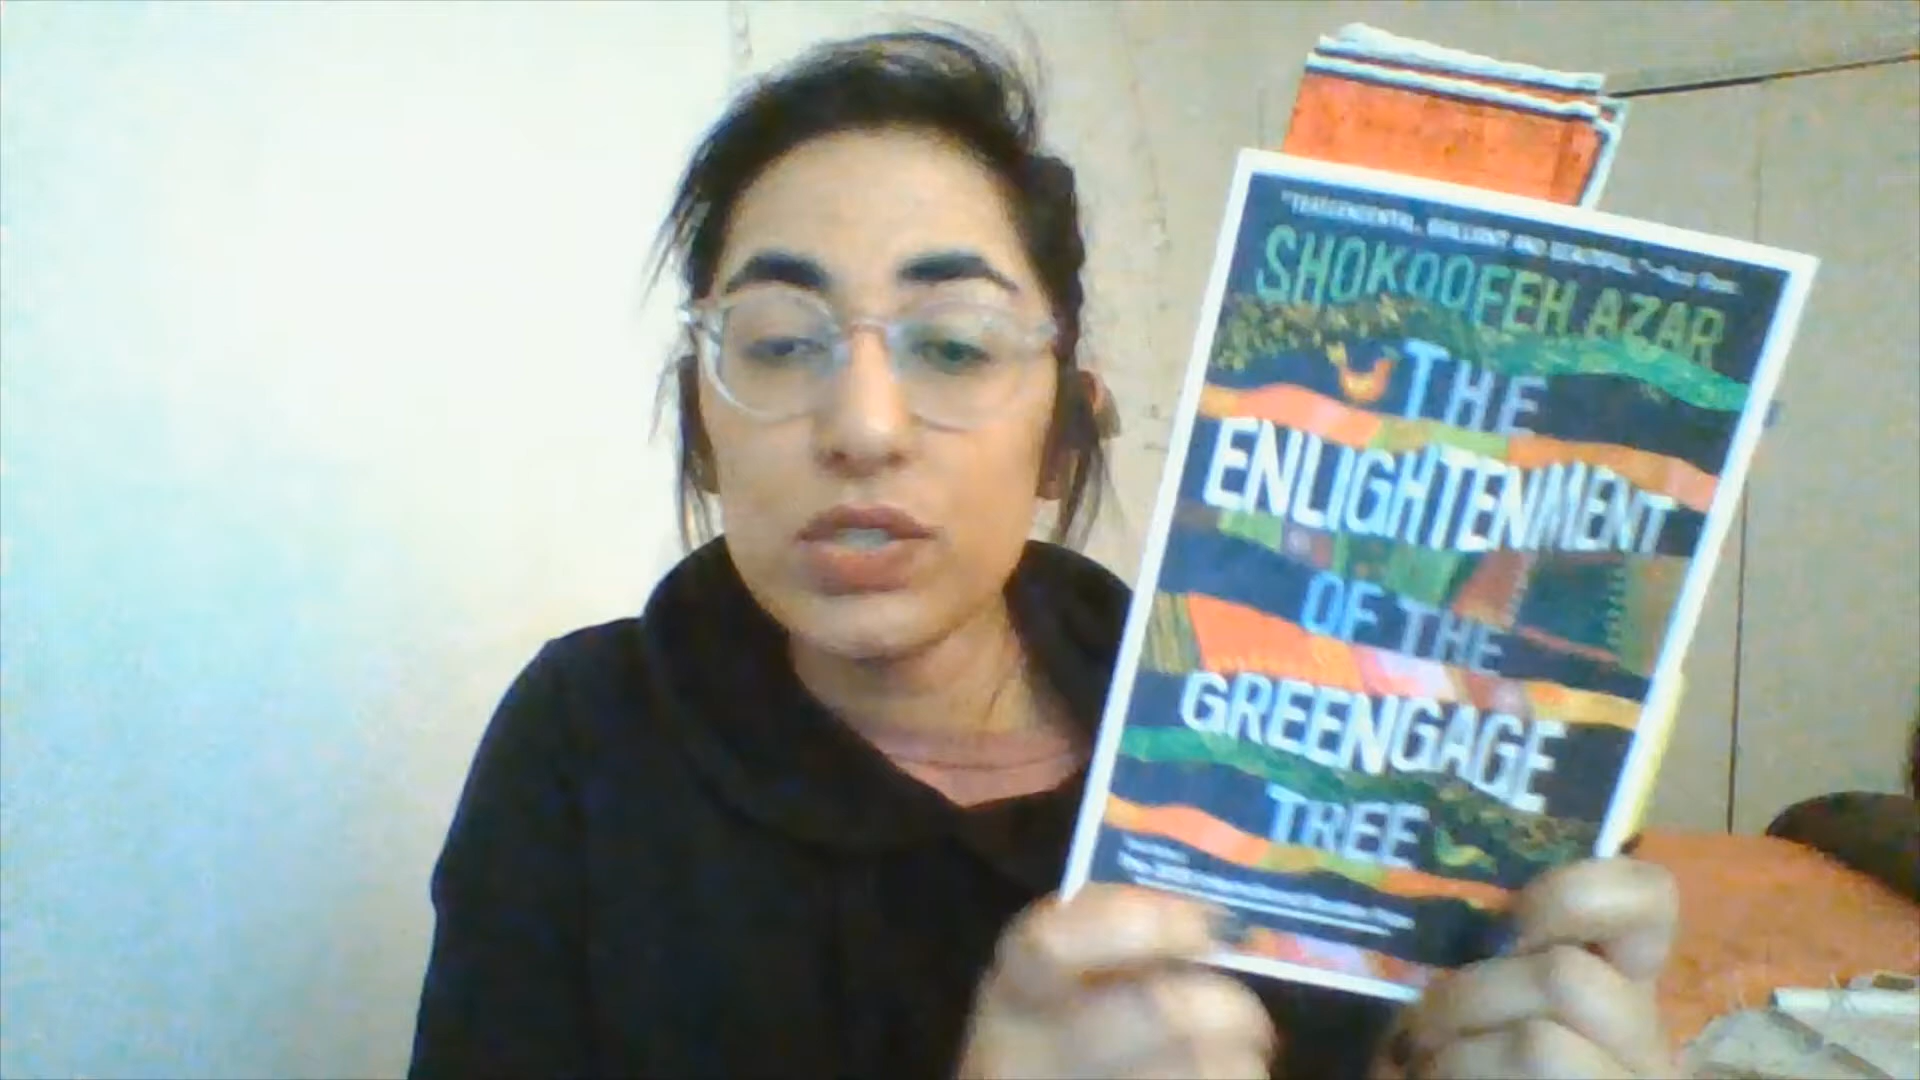 "TRANSCENDENTAL, BRILLIANT AND BEAUTIFUL."
SHOKOOFEH AZAR
THE
ENLIGHTENMENT
OF THE
GREENGAGE
TREE